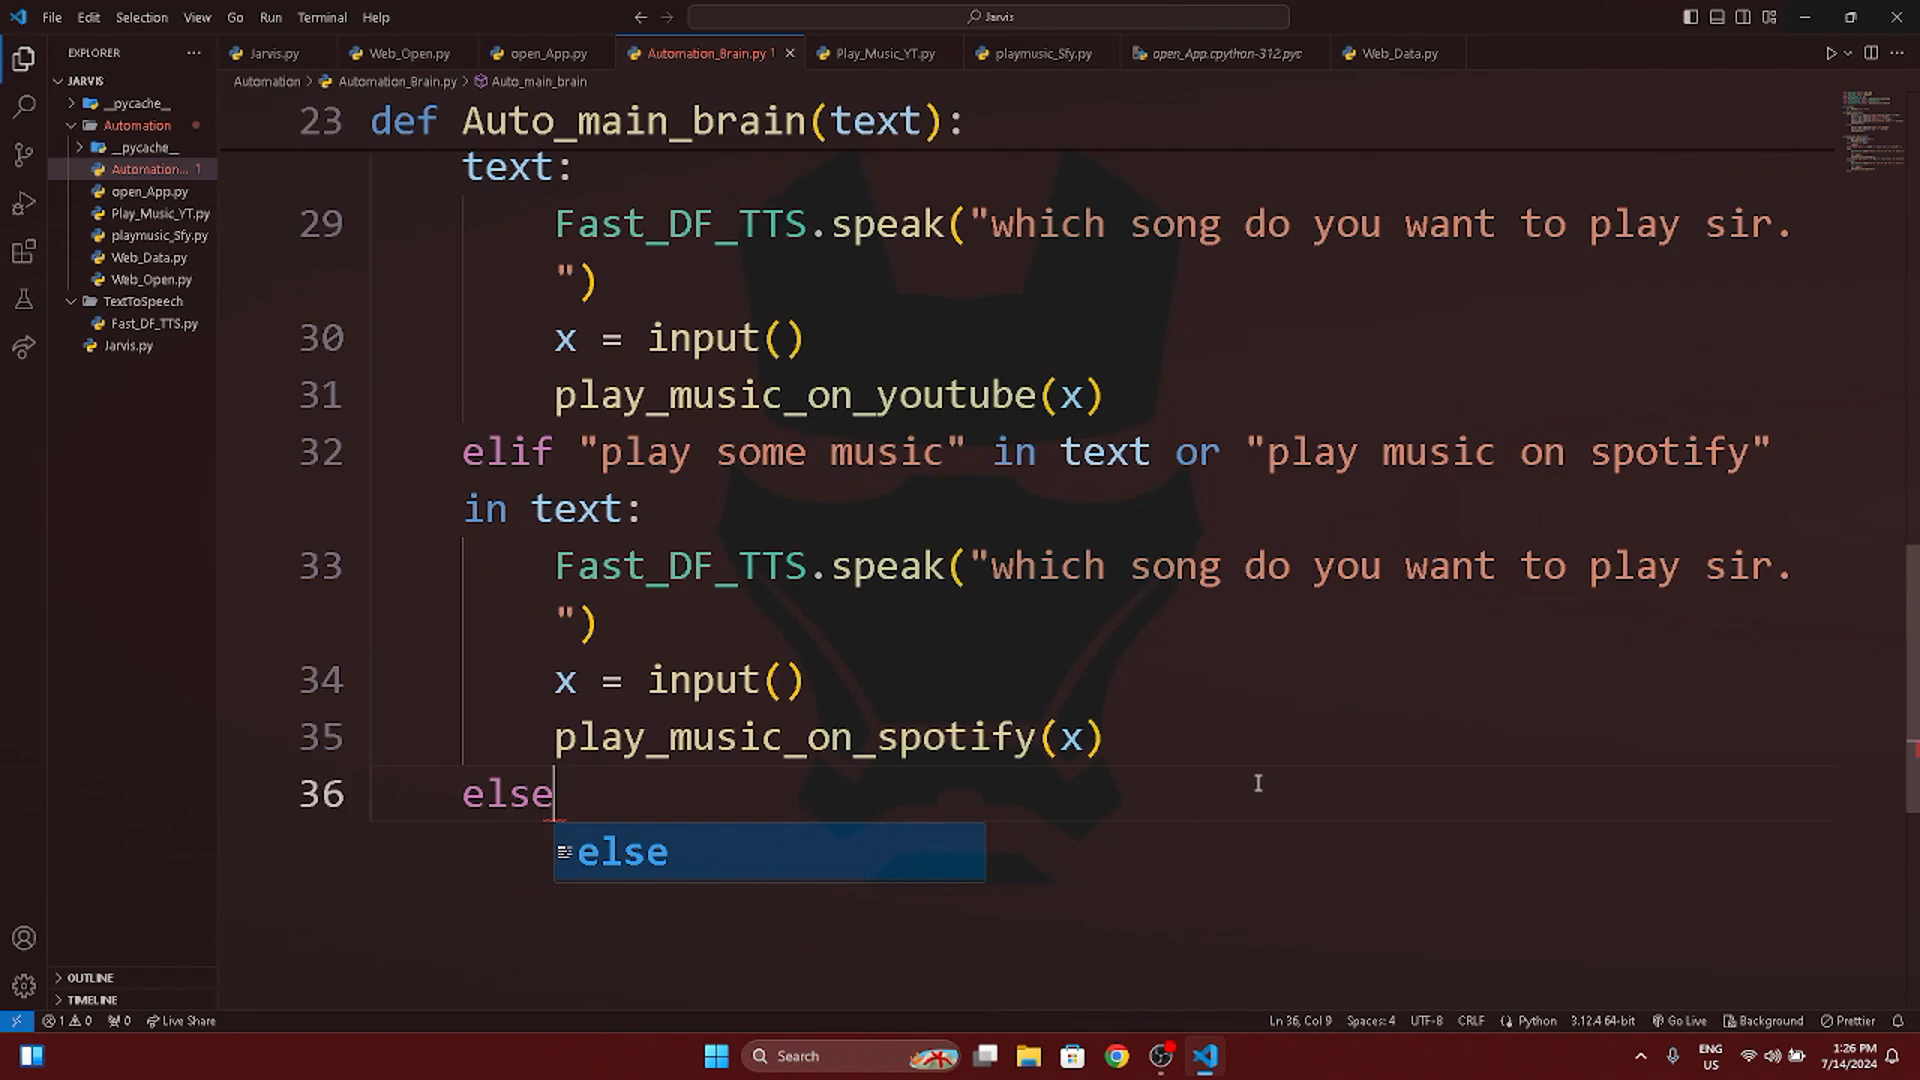 File Edit Selection View Go Run Terminal Help
Jarvis
EXPLORER
Jarvis.py
Web_Open.py
open_App.py
Automation_Brain.py 1
Play_Music_YT.py
playmusic_Sfy.py
open_App.cpython-312.pyc
Web_Data.py
JARVIS
Automation > Automation_Brain.py > Auto_main_brain
__pycache__
Automation
__pycache__
Automation... 1
open_App.py
Play_Music_YT.py
playmusic_Sfy.py
Web_Data.py
Web_Open.py
TextToSpeech
Fast_DF_TTS.py
Jarvis.py
OUTLINE
TIMELINE
23 def Auto_main_brain(text):
text:
29 Fast_DF_TTS.speak("which song do you want to play sir.
")
30 x = input()
31 play_music_on_youtube(x)
32 elif "play some music" in text or "play music on spotify"
in text:
33 Fast_DF_TTS.speak("which song do you want to play sir.
")
34 x = input()
35 play_music_on_spotify(x)
36 else
else
1 0 0 Live Share
Ln 36, Col 9 Spaces: 4 UTF-8 CRLF Python 3.12.4 64-bit Go Live Background Prettier
Search
ENG
US
1:26 PM
7/14/2024